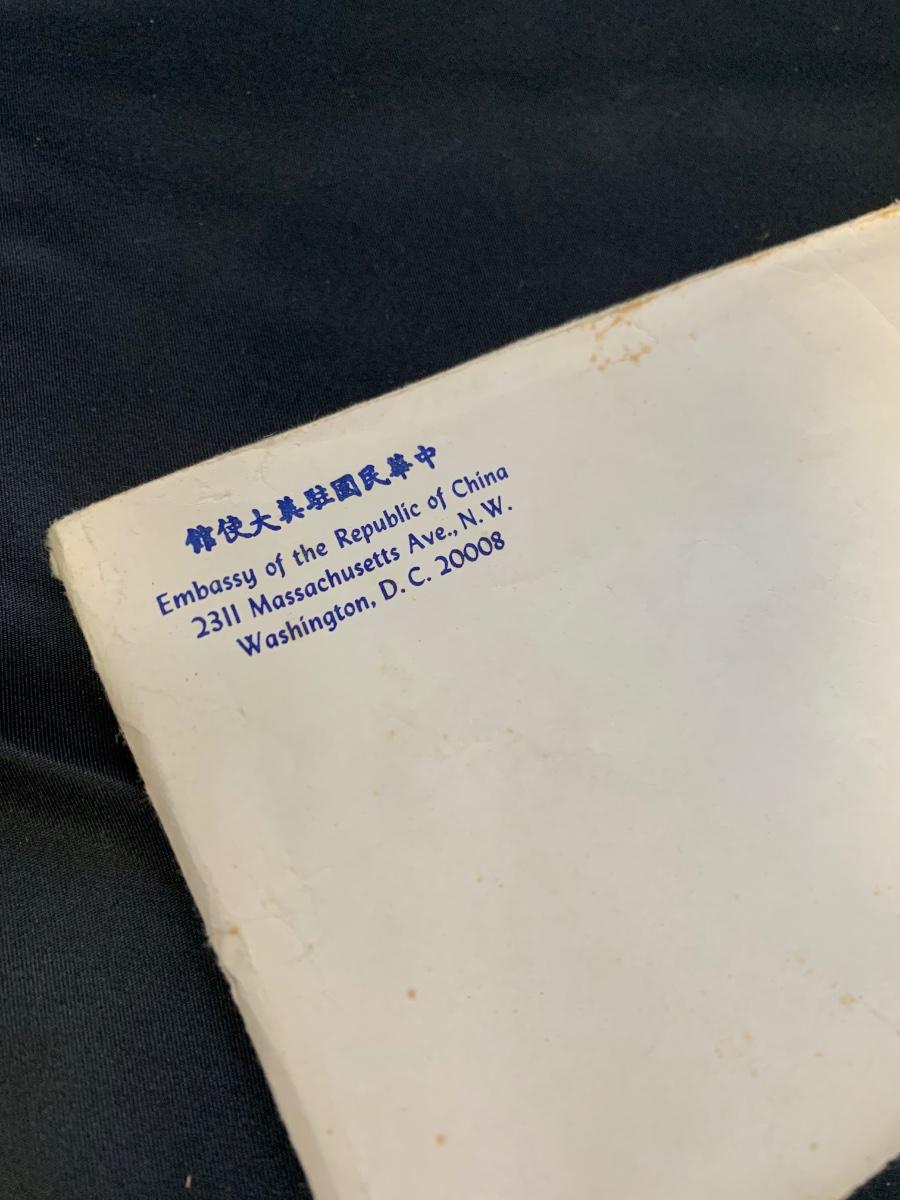 中華民國駐美大使館
Embassy of the Republic of China
2311 Massachusetts Ave., N. W.
Washington, D. C. 20008